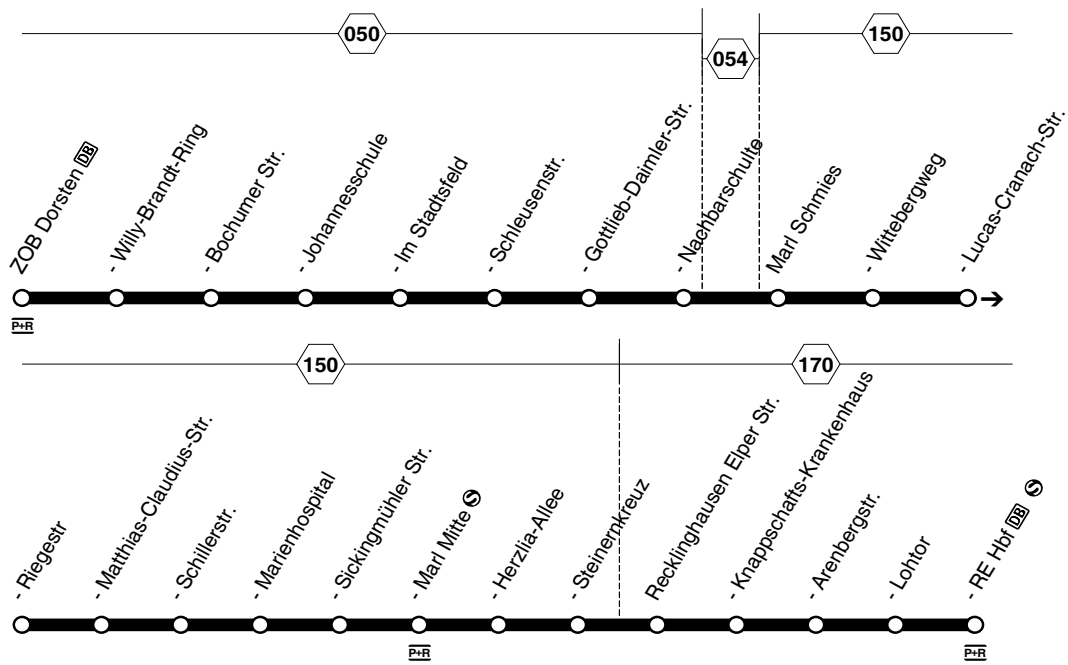 050
054
150
ZOB Dorsten DB
- Willy-Brandt-Ring
- Bochumer Str.
- Johannesschule
- Im Stadtsfeld
- Schleusenstr.
- Gottlieb-Daimler-Str.
- Nachbarschulte
Marl Schmies
- Wittebergweg
- Lucas-Cranach-Str.
P+R
150
170
- Riegestr
- Matthias-Claudius-Str.
- Schillerstr.
- Marienhospital
- Sickingmühler Str.
- Marl Mitte S
- Herzlia-Allee
- Steinernkreuz
Recklinghausen Elper Str.
- Knappschafts-Krankenhaus
- Arenbergstr.
- Lohtor
- RE Hbf DB S
P+R
P+R